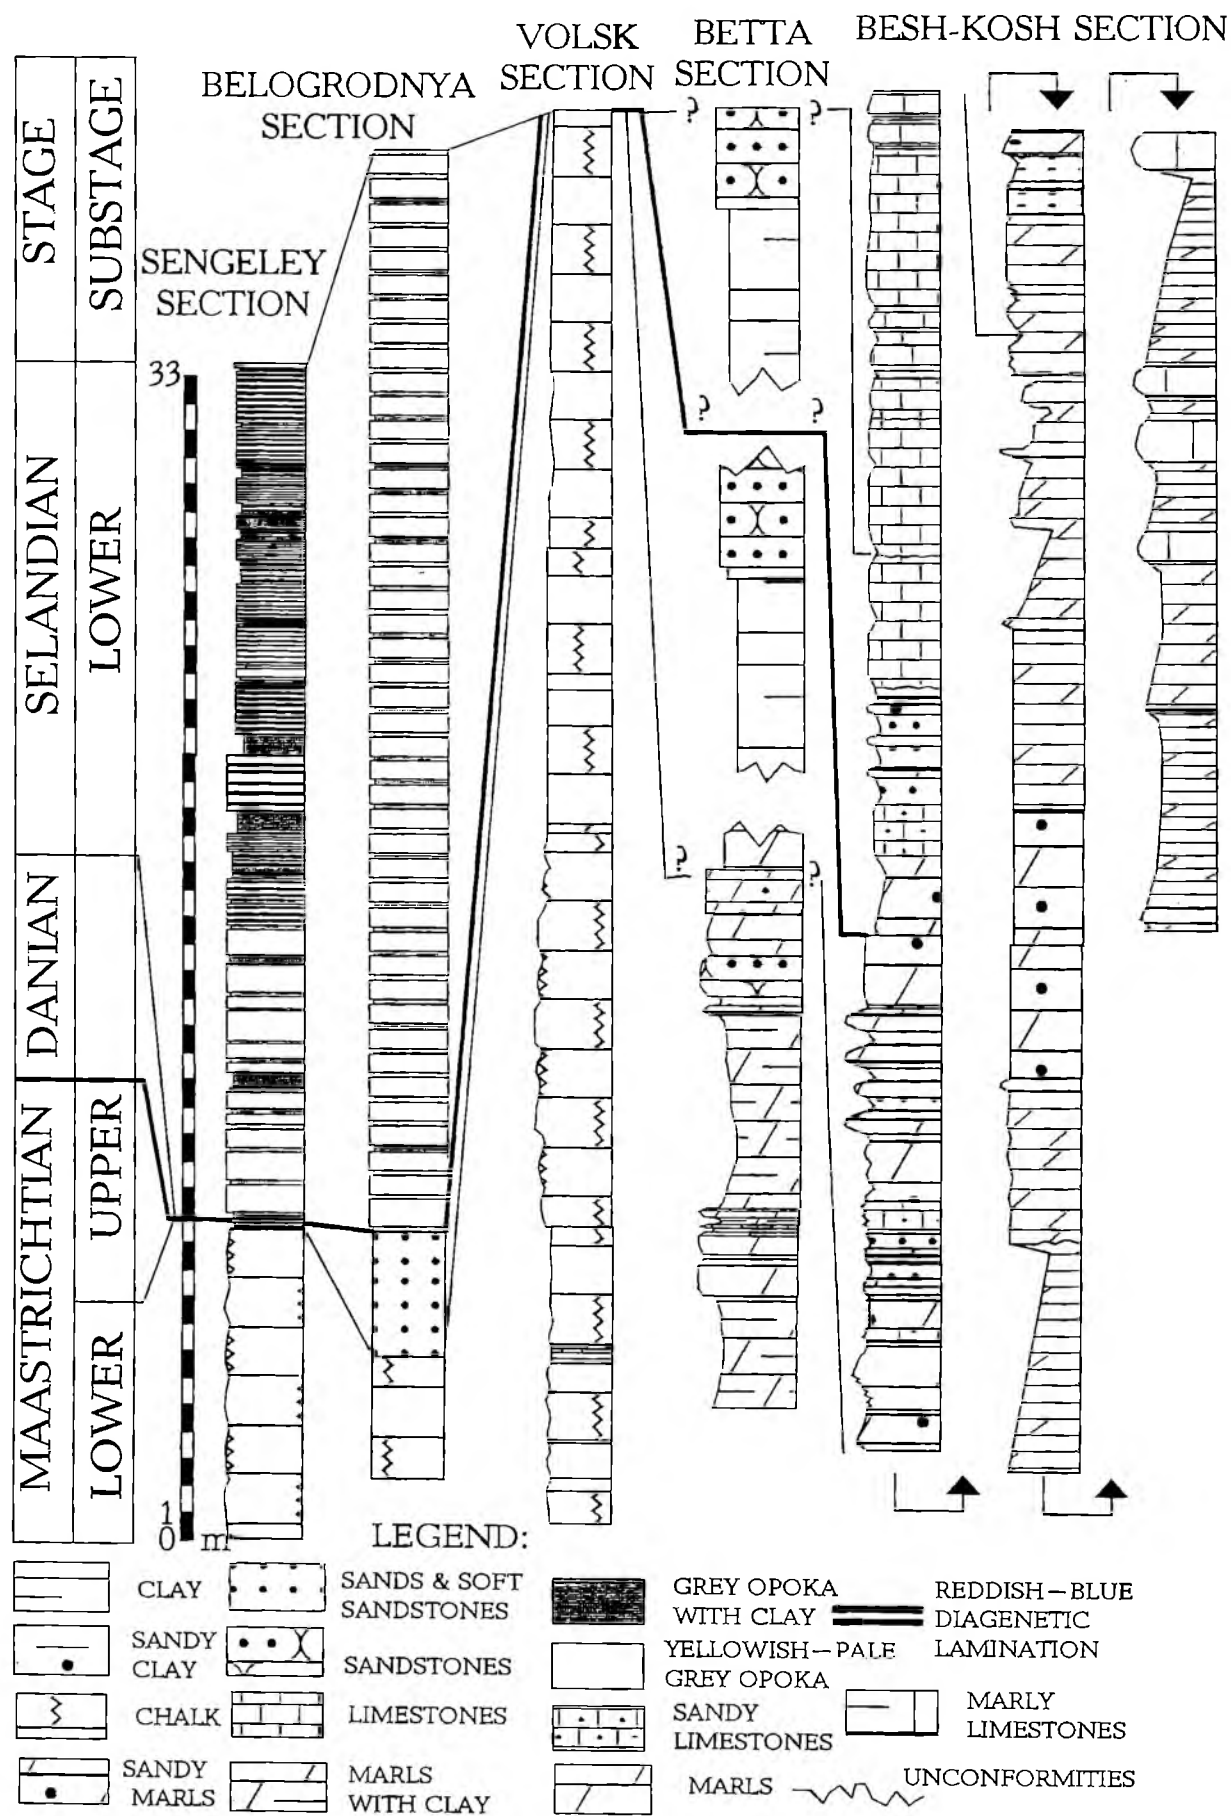 STAGE
SUBSTAGE
BELOGRODNYA
SECTION
VOLSK
SECTION
BETTA
SECTION
BESH-KOSH SECTION
SENGELEY
SECTION
? ?
33
? ?
SELANDIAN
LOWER
? ?
DANIAN
MAASTRICHTIAN
UPPER
LOWER
1
0 m
LEGEND:
CLAY
SANDS & SOFT
SANDSTONES
GREY OPOKA
WITH CLAY
REDDISH-BLUE
DIAGENETIC
LAMINATION
SANDY
CLAY
SANDSTONES
YELLOWISH-PALE
GREY OPOKA
CHALK
LIMESTONES
SANDY
LIMESTONES
MARLY
LIMESTONES
SANDY
MARLS
MARLS
WITH CLAY
MARLS
UNCONFORMITIES